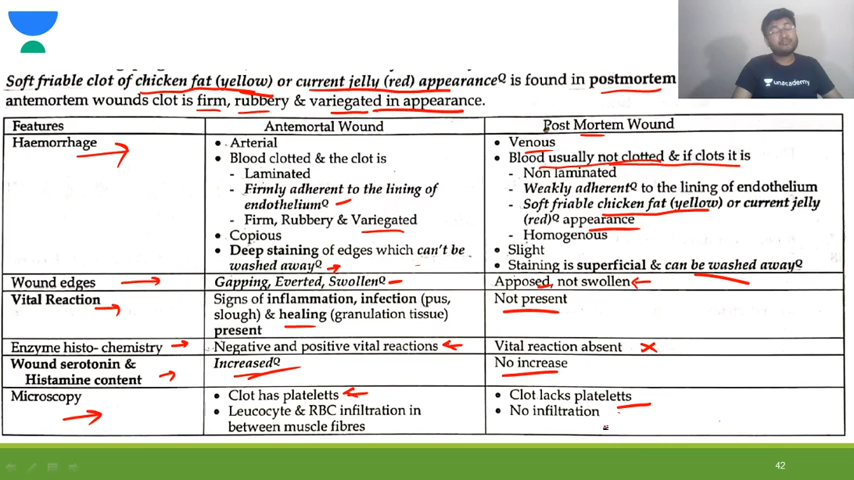 Soft friable clot of chicken fat (yellow) or current jelly (red) appearanceQ is found in postmortem
antemortem wounds clot is firm, rubbery & variegated in appearance.
Features
Antemortal Wound
Post Mortem Wound
Haemorrhage
• Arterial
• Blood clotted & the clot is
- Laminated
- Firmly adherent to the lining of
endotheliumQ
- Firm, Rubbery & Variegated
• Copious
• Deep staining of edges which can't be
washed awayQ
• Venous
• Blood usually not clotted & if clots it is
- Non laminated
- Weakly adherentQ to the lining of endothelium
- Soft friable chicken fat (yellow) or current jelly
(red)Q appearance
- Homogenous
• Slight
• Staining is superficial & can be washed awayQ
Wound edges
Gapping, Everted, SwollenQ
Apposed, not swollen
Vital Reaction
Signs of inflammation, infection (pus,
slough) & healing (granulation tissue)
present
Not present
Enzyme histo- chemistry
Negative and positive vital reactions
Vital reaction absent
Wound serotonin &
Histamine content
IncreasedQ
No increase
Microscopy
• Clot has plateletts
• Leucocyte & RBC infiltration in
between muscle fibres
• Clot lacks plateletts
• No infiltration
unacademy
42